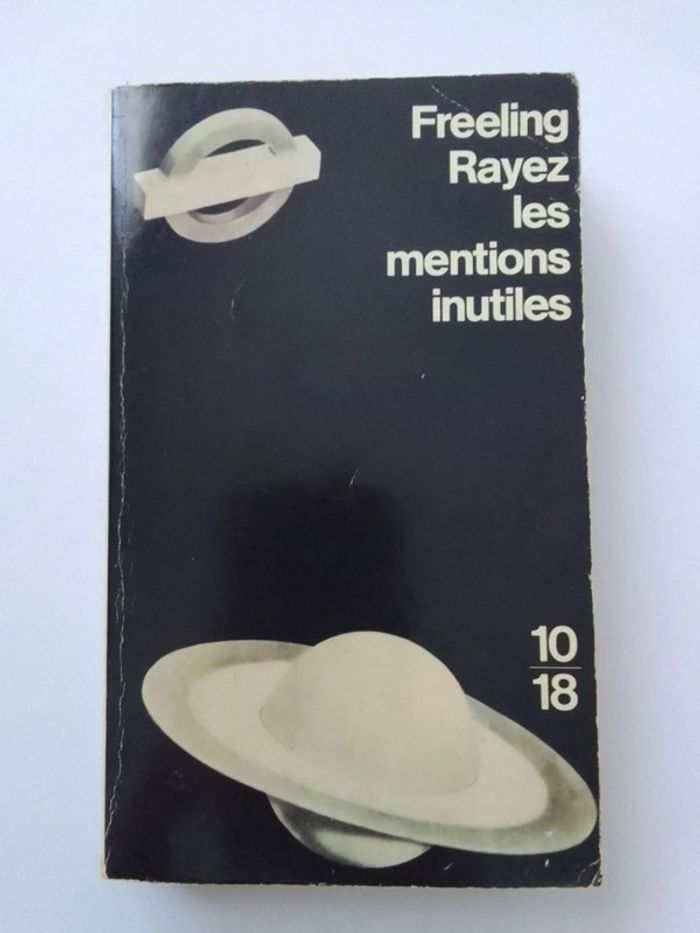 Freeling
Rayez
les
mentions
inutiles
10
18